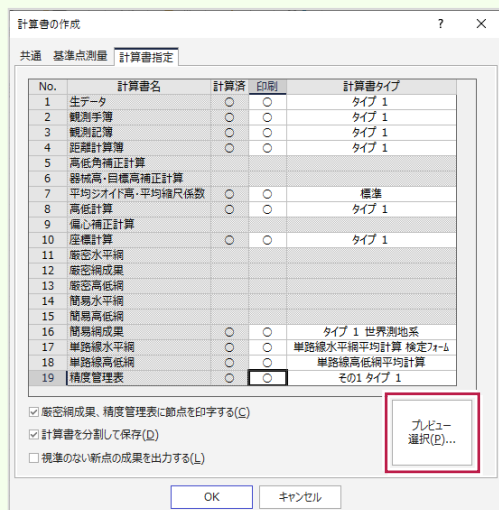 計算書の作成 ? ×
共通 基準点測量 計算書指定
No. 計算書名 計算済 印刷 計算書タイプ
1 生データ ○ ○ タイプ 1
2 観測手簿 ○ ○ タイプ 1
3 観測記簿 ○ ○ タイプ 1
4 距離計算簿 ○ ○ タイプ 1
5 高低角補正計算
6 器械高・目標高補正計算
7 平均ジオイド高・平均縮尺係数 ○ ○ 標準
8 高低計算 ○ ○ タイプ 1
9 偏心補正計算
10 座標計算 ○ ○ タイプ 1
11 厳密水平網
12 厳密網成果
13 厳密高低網
14 簡易水平網
15 簡易高低網
16 簡易網成果 ○ ○ タイプ 1 世界測地系
17 単路線水平網 ○ ○ 単路線水平網平均計算 検定フォーム
18 単路線高低網 ○ ○ 単路線高低網平均計算
19 精度管理表 ○ ○ その1 タイプ 1
厳密網成果、精度管理表に節点を印字する(C)
計算書を分割して保存(D)
視準のない新点の成果を出力する(L)
プレビュー
選択(P)...
OK キャンセル